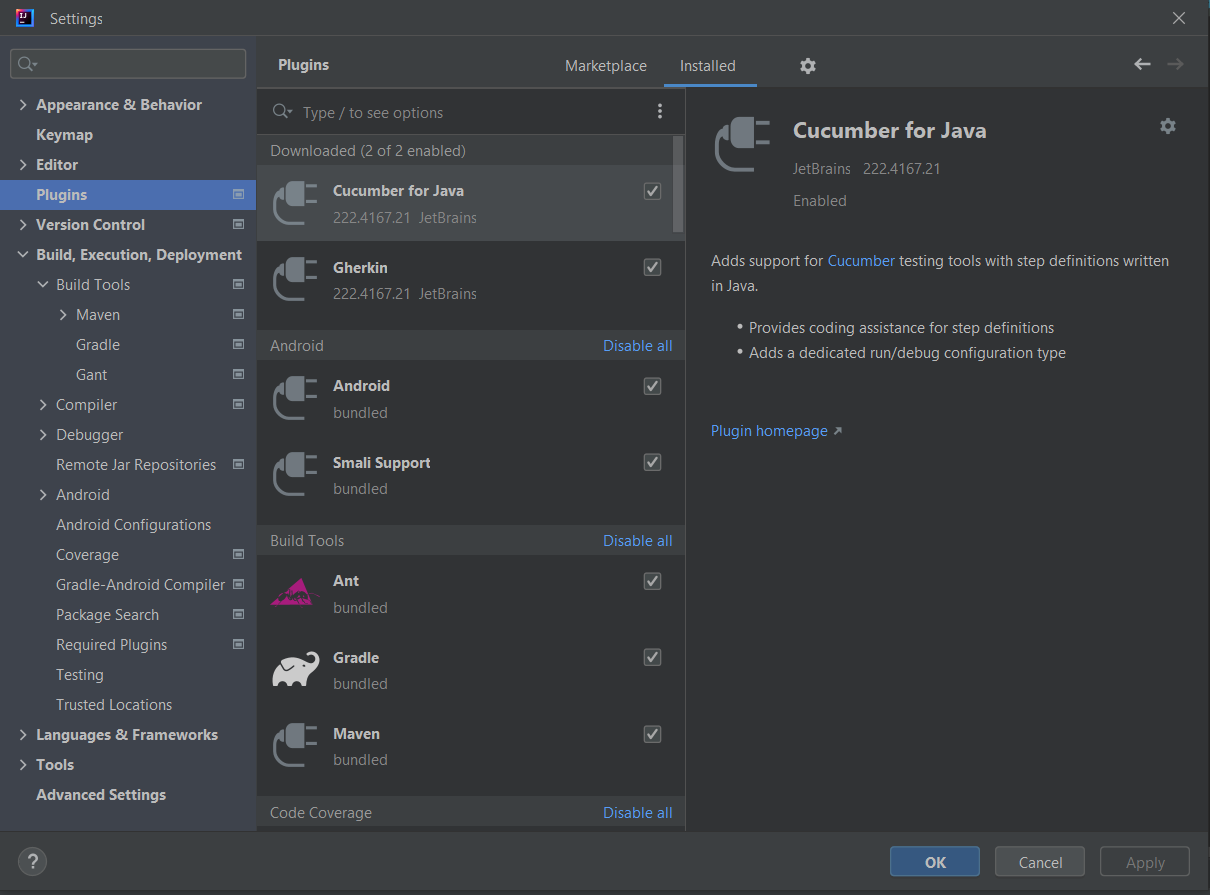 Settings
Appearance & Behavior
Keymap
Editor
Plugins
Version Control
Build, Execution, Deployment
Build Tools
Maven
Gradle
Gant
Compiler
Debugger
Remote Jar Repositories
Android
Android Configurations
Coverage
Gradle-Android Compiler
Package Search
Required Plugins
Testing
Trusted Locations
Languages & Frameworks
Tools
Advanced Settings
?
Plugins
Marketplace
Installed
Type / to see options
Downloaded (2 of 2 enabled)
Cucumber for Java
222.4167.21 JetBrains
Gherkin
222.4167.21 JetBrains
Android Disable all
Android
bundled
Smali Support
bundled
Build Tools Disable all
Ant
bundled
Gradle
bundled
Maven
bundled
Code Coverage Disable all
Cucumber for Java
JetBrains 222.4167.21
Enabled
Adds support for Cucumber testing tools with step definitions written
in Java.
• Provides coding assistance for step definitions
• Adds a dedicated run/debug configuration type
Plugin homepage ↗
OK
Cancel
Apply